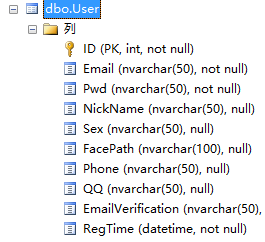 dbo.User
列
ID (PK, int, not null)
Email (nvarchar(50), not null)
Pwd (nvarchar(50), not null)
NickName (nvarchar(50), null)
Sex (nvarchar(50), null)
FacePath (nvarchar(100), null)
Phone (nvarchar(50), null)
QQ (nvarchar(50), null)
EmailVerification (nvarchar(50),
RegTime (datetime, not null)